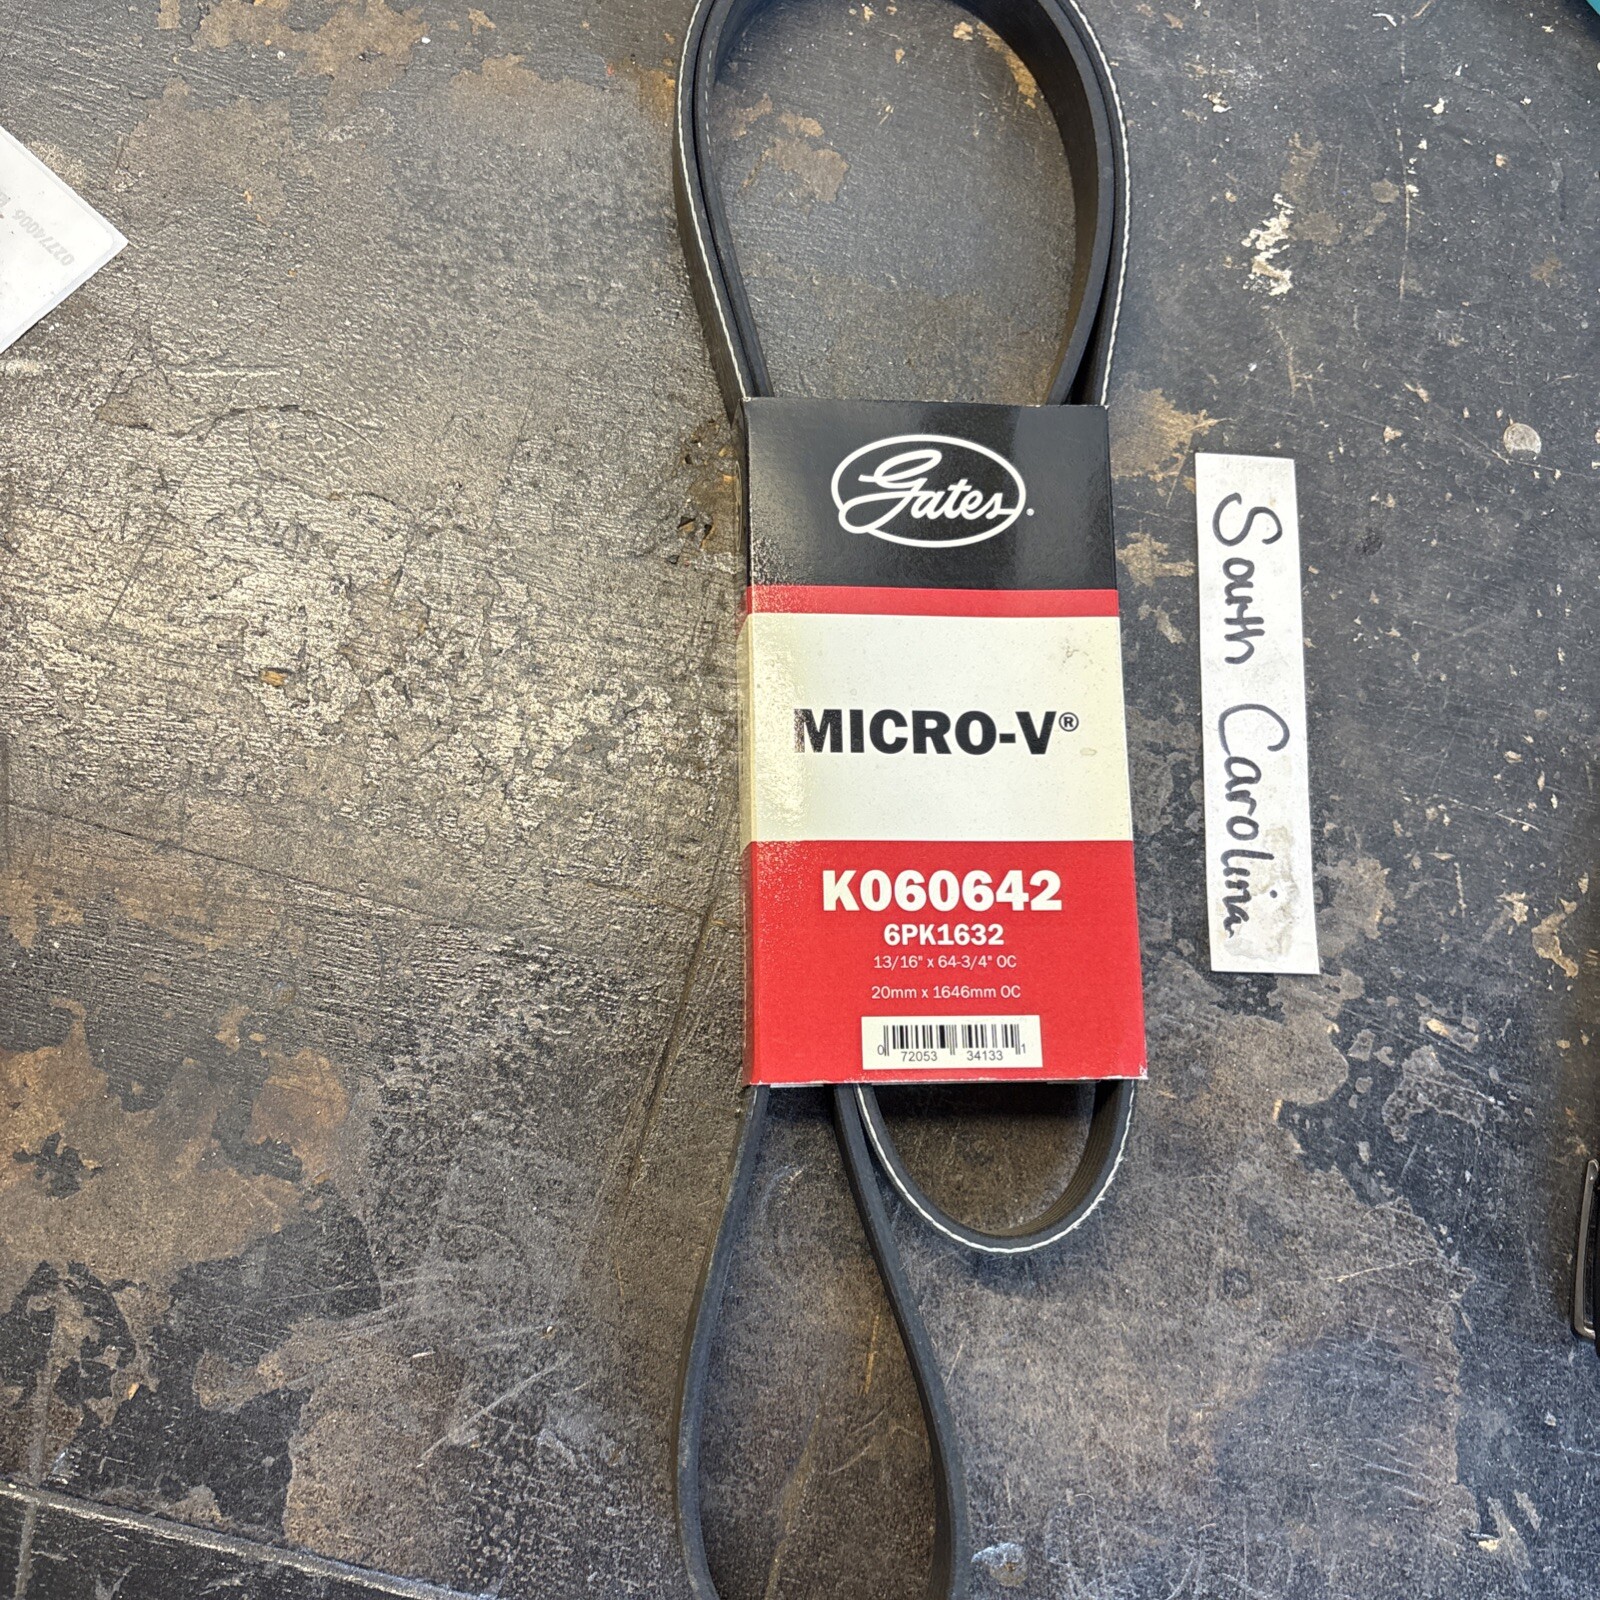 Gates
MICRO-V®
K060642
6PK1632
13/16" x 64-3/4" OC
20mm x 1646mm OC
0 72053 34133 1
South Carolina
02774006